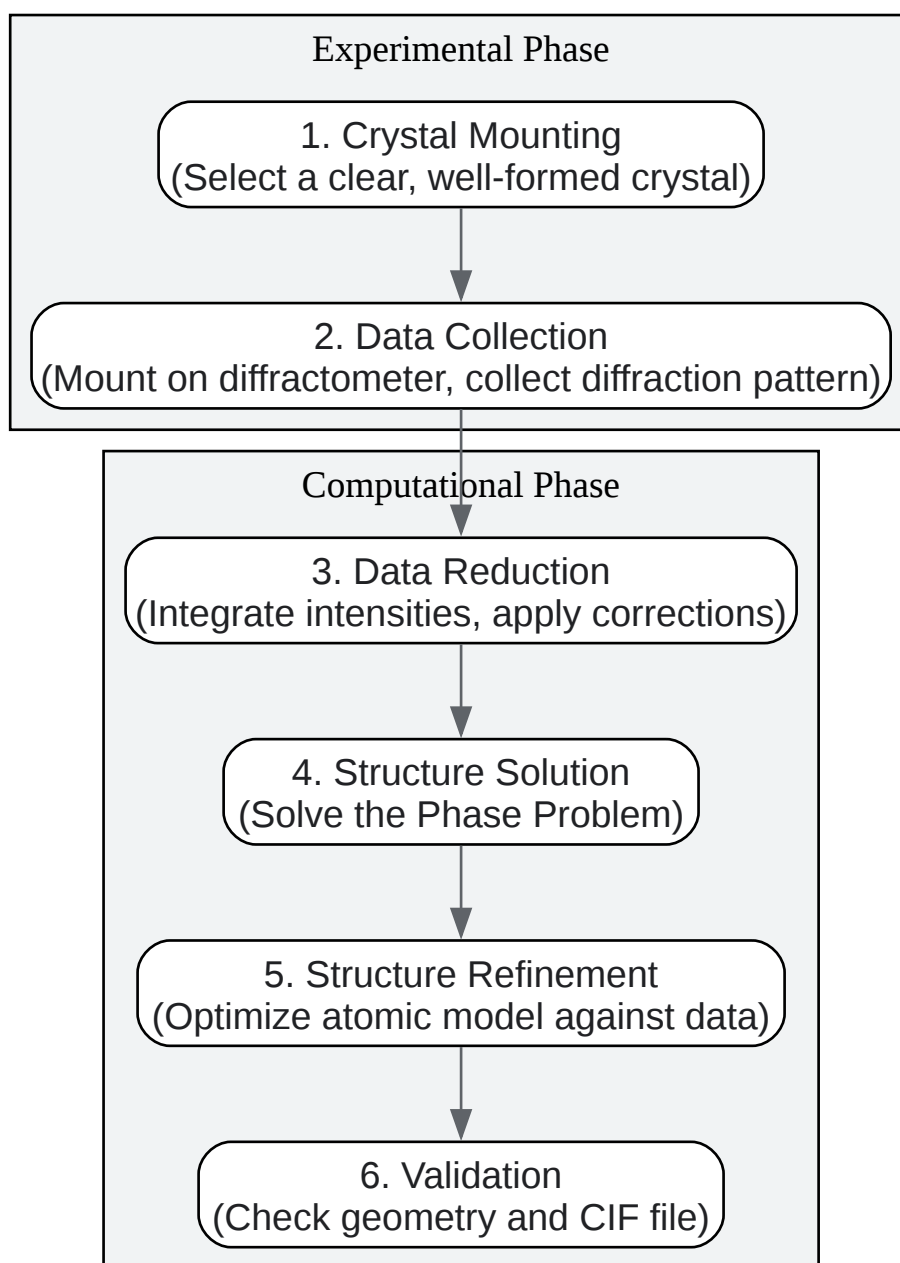 Experimental Phase
1. Crystal Mounting
(Select a clear, well-formed crystal)
2. Data Collection
(Mount on diffractometer, collect diffraction pattern)
Computational Phase
3. Data Reduction
(Integrate intensities, apply corrections)
4. Structure Solution
(Solve the Phase Problem)
5. Structure Refinement
(Optimize atomic model against data)
6. Validation
(Check geometry and CIF file)